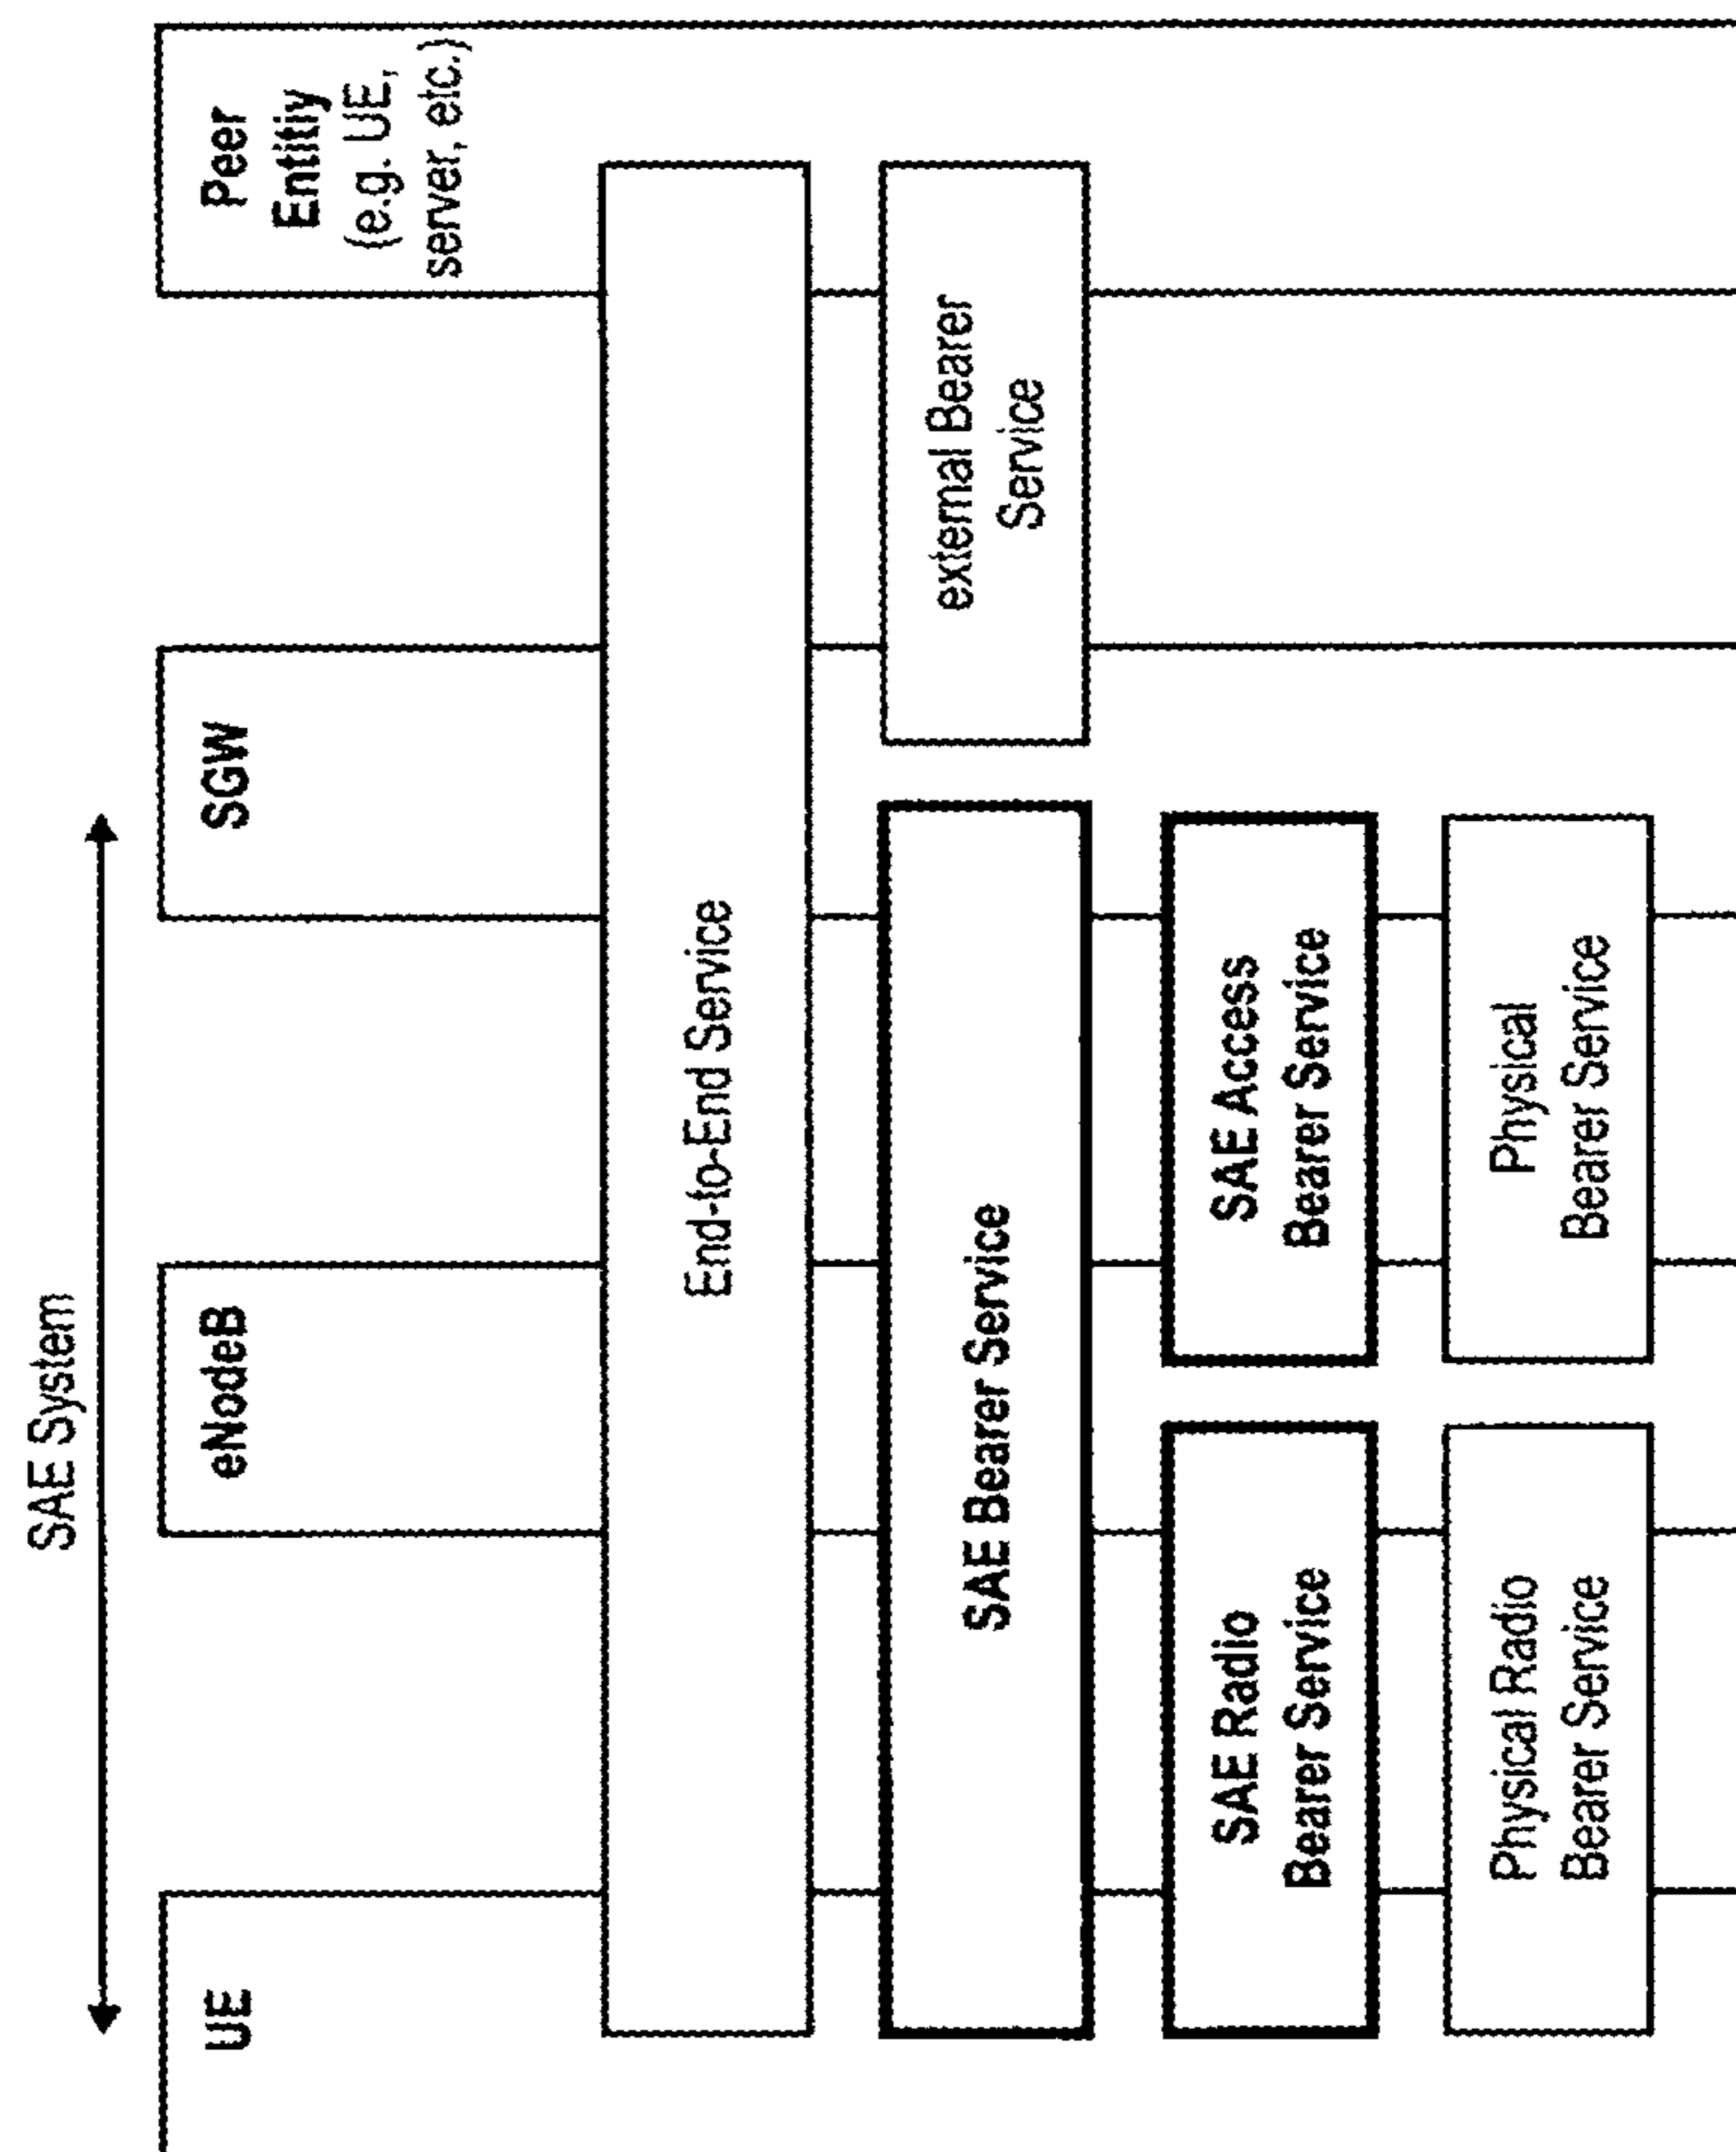 SAE System
UE
eNodeB
SGW
Peer
Entitiy
(e.g. UE,
server, etc.)
End-to-End Service
SAE Bearer Service
external Bearer
Service
SAE Radio
Bearer Service
SAE Access
Bearer Service
Physical Radio
Bearer Service
Physical
Bearer Service